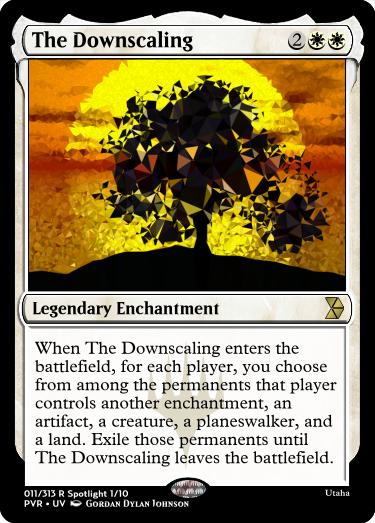 The Downscaling 2
Legendary Enchantment
When The Downscaling enters the
battlefield, for each player, you choose
from among the permanents that player
controls another enchantment, an
artifact, a creature, a planeswalker, and
a land. Exile those permanents until
The Downscaling leaves the battlefield.
011/313 R Spotlight 1/10
Utaha
PVR • UV Gordan Dylan Johnson